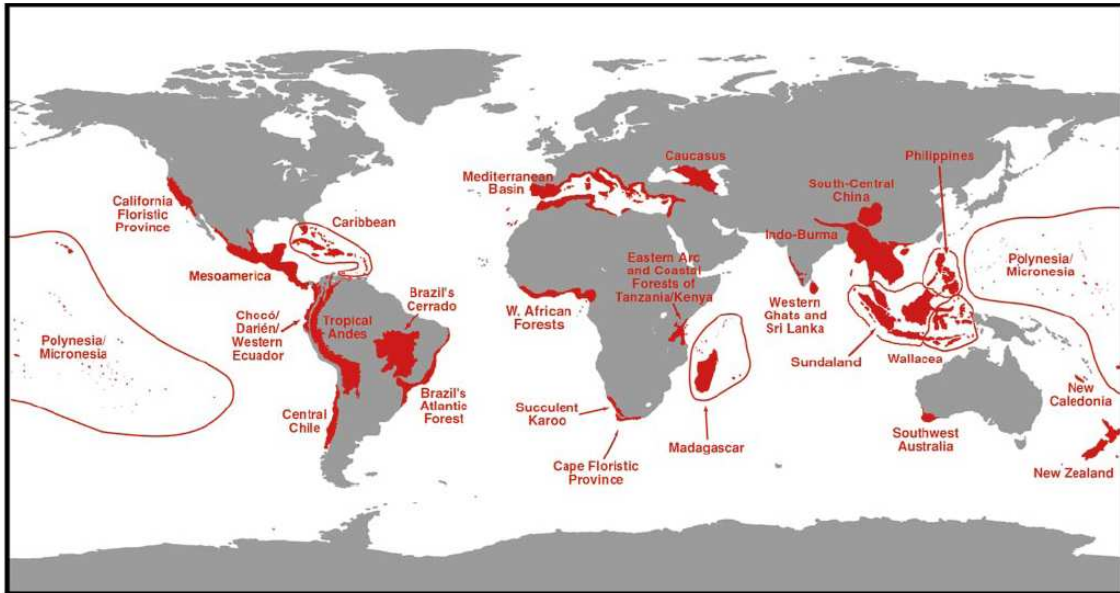 Caucasus
Philippines
Mediterranean
Basin
South-Central
China
California
Floristic
Province
Caribbean
Indo-Burma
Eastern Arc
and Coastal
Forests of
Tanzania/Kenya
Polynesia/
Micronesia
Mesoamerica
Brazil's
Cerrado
W. African
Forests
Western
Ghats and
Sri Lanka
Chocó/
Darién/
Western
Ecuador
Tropical
Andes
Polynesia/
Micronesia
Sundaland
Wallacea
Brazil's
Atlantic
Forest
New
Caledonia
Central
Chile
Succulent
Karoo
Madagascar
Southwest
Australia
Cape Floristic
Province
New Zealand